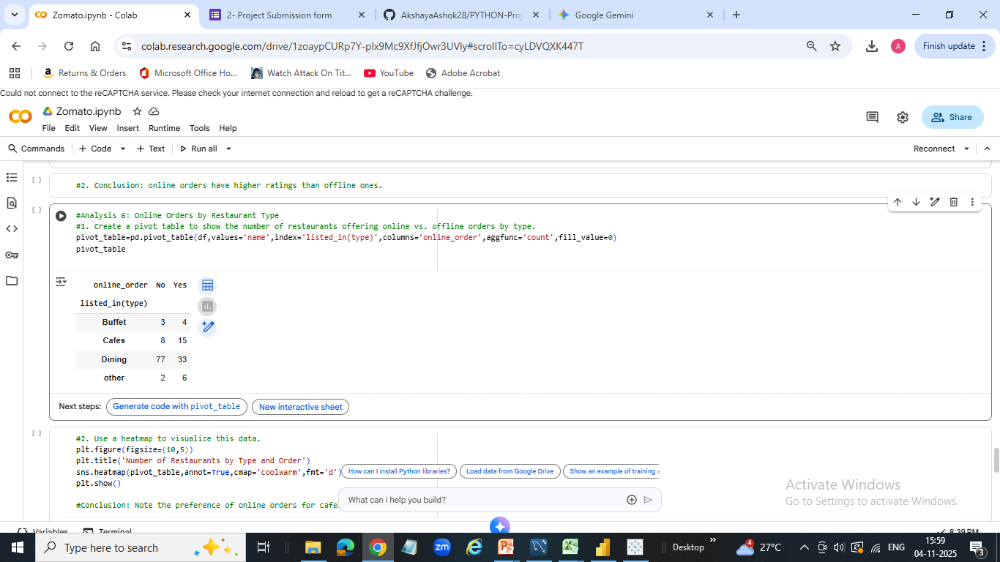 Zomato.ipynb - Colab
2- Project Submission form
AkshayaAshok28/PYTHON-Proj
Google Gemini
colab.research.google.com/drive/1zoaypCURp7Y-plx9Mc9XfJfjOwr3UVly#scrollTo=cyLDVQXK447T
A
Finish update
Returns & Orders
Microsoft Office Ho...
Watch Attack On Tit...
YouTube
Adobe Acrobat
Could not connect to the reCAPTCHA service. Please check your internet connection and reload to get a reCAPTCHA challenge.
Zomato.ipynb
Share
File Edit View Insert Runtime Tools Help
Commands + Code + Text Run all
Reconnect
[ ] #2. Conclusion: online orders have higher ratings than offline ones.
[ ] #Analysis 6: Online Orders by Restaurant Type
#1. Create a pivot table to show the number of restaurants offering online vs. offline orders by type.
pivot_table=pd.pivot_table(df,values='name',index='listed_in(type)',columns='online_order',aggfunc='count',fill_value=0)
pivot_table
online_order No Yes
listed_in(type)
Buffet 3 4
Cafes 8 15
Dining 77 33
other 2 6
Next steps: Generate code with pivot_table New interactive sheet
[ ] #2. Use a heatmap to visualize this data.
plt.figure(figsize=(10,5))
plt.title('Number of Restaurants by Type and Order')
sns.heatmap(pivot_table,annot=True,cmap='coolwarm',fmt='d')
plt.show()
How can I install Python libraries? Load data from Google Drive Show an example of training a
#Conclusion: Note the preference of online orders for cafe
What can I help you build?
Activate Windows
Go to Settings to activate Windows.
Variables Terminal
8:39 PM
Type here to search
zm
Desktop
27°C
ENG
15:59
04-11-2025
3